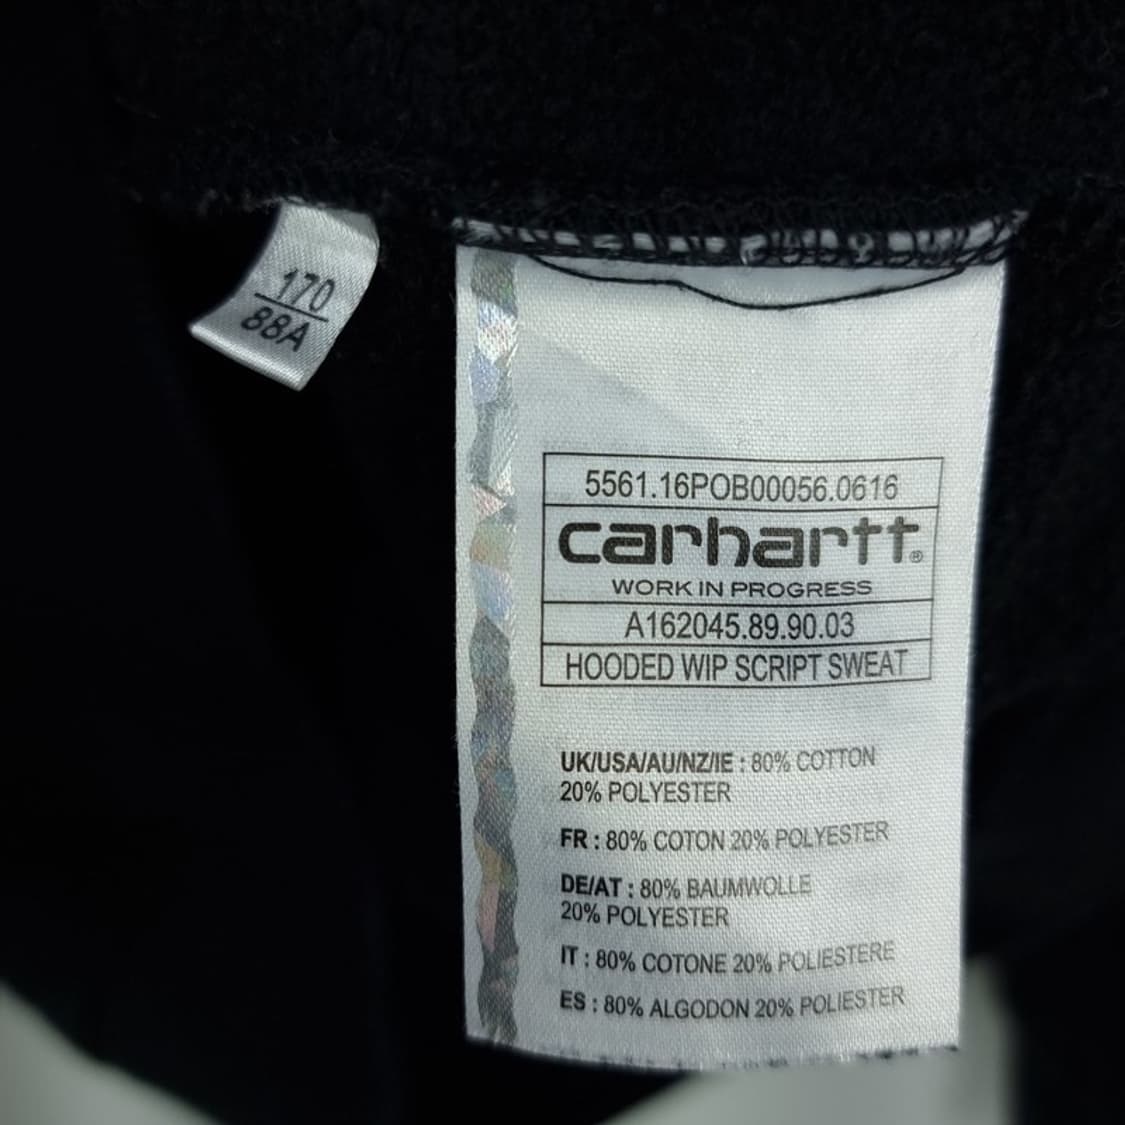 170
88A
5561.16POB00056.0616
carhartt®
WORK IN PROGRESS
A162045.89.90.03
HOODED WIP SCRIPT SWEAT
UK/USA/AU/NZ/IE : 80% COTTON
20% POLYESTER
FR : 80% COTON 20% POLYESTER
DE/AT : 80% BAUMWOLLE
20% POLYESTER
IT : 80% COTONE 20% POLIESTERE
ES : 80% ALGODON 20% POLIESTER